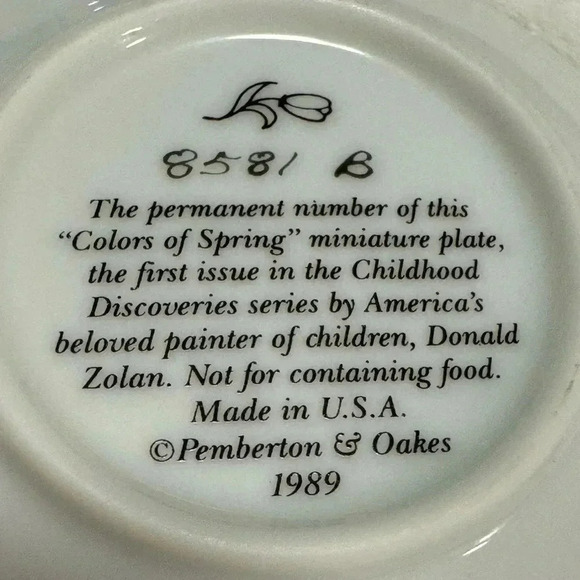 8581 B
The permanent number of this
“Colors of Spring” miniature plate,
the first issue in the Childhood
Discoveries series by America's
beloved painter of children, Donald
Zolan. Not for containing food.
Made in U.S.A.
©Pemberton & Oakes
1989